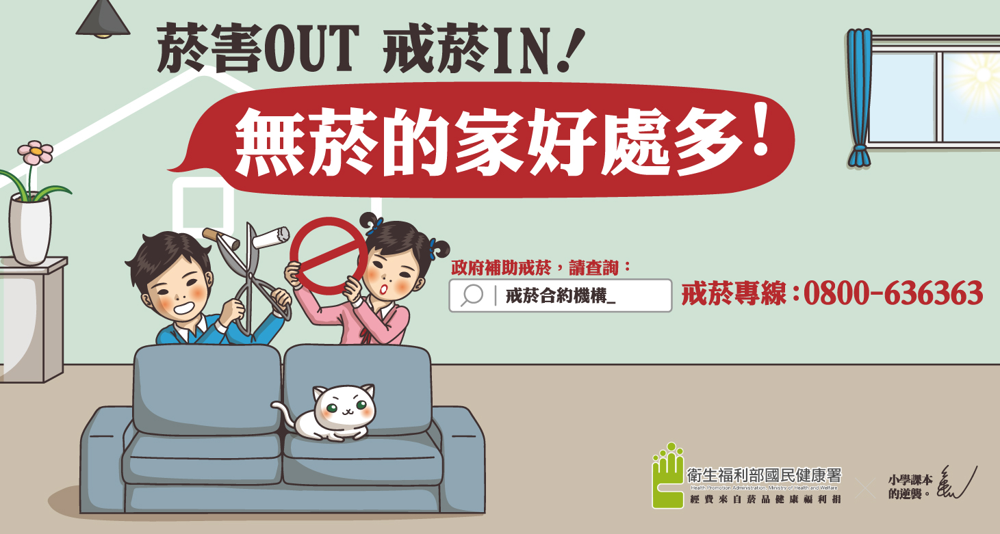 菸害OUT 戒菸IN!
無菸的家好處多!
政府補助戒菸，請查詢：
戒菸合約機構_
戒菸專線：0800-636363
衛生福利部國民健康署
Health Promotion Administration, Ministry of Health and Welfare
經費來自菸品健康福利捐
小學課本
的逆襲。